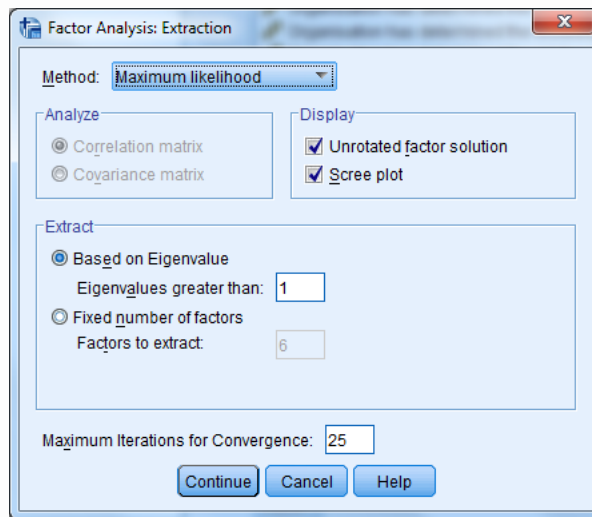 Factor Analysis: Extraction
Method: Maximum likelihood
Analyze
Correlation matrix
Covariance matrix
Display
Unrotated factor solution
Scree plot
Extract
Based on Eigenvalue
Eigenvalues greater than: 1
Fixed number of factors
Factors to extract: 6
Maximum Iterations for Convergence: 25
Continue Cancel Help